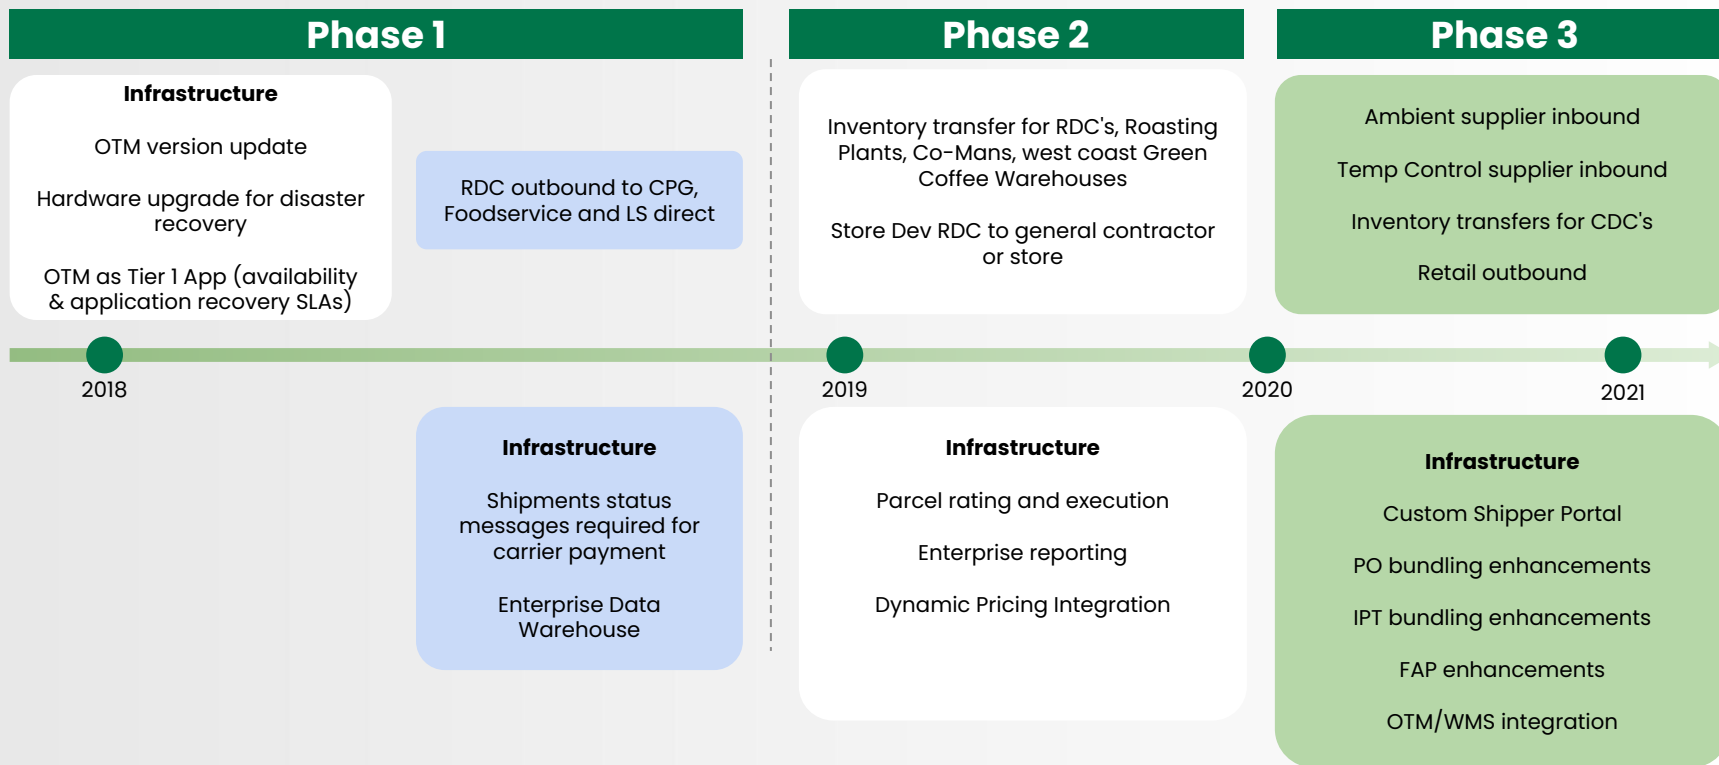 Phase 1
Phase 2
Phase 3
Infrastructure
OTM version update
Hardware upgrade for disaster
recovery
OTM as Tier 1 App (availability
& application recovery SLAs)
RDC outbound to CPG,
Foodservice and LS direct
Inventory transfer for RDC's, Roasting
Plants, Co-Mans, west coast Green
Coffee Warehouses
Store Dev RDC to general contractor
or store
Ambient supplier inbound
Temp Control supplier inbound
Inventory transfers for CDC's
Retail outbound
2018
2019
2020
2021
Infrastructure
Shipments status
messages required for
carrier payment
Enterprise Data
Warehouse
Infrastructure
Parcel rating and execution
Enterprise reporting
Dynamic Pricing Integration
Infrastructure
Custom Shipper Portal
PO bundling enhancements
IPT bundling enhancements
FAP enhancements
OTM/WMS integration